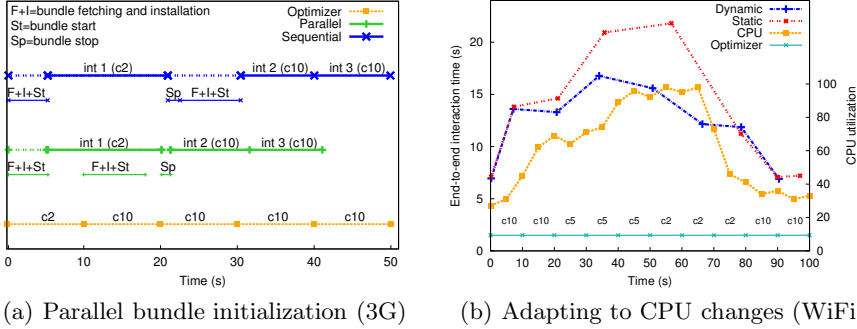 F+I=bundle fetching and installation
St=bundle start
Sp=bundle stop
Optimizer
Parallel
Sequential
int 1 (c2) int 2 (c10) int 3 (c10)
F+I+St Sp F+I+St
int 1 (c2) int 2 (c10) int 3 (c10)
F+I+St F+I+St Sp
c2 c10 c10 c10 c10
0 10 20 30 40 50
Time (s)
(a) Parallel bundle initialization (3G)
Dynamic
Static
CPU
Optimizer
End-to-end interaction time (s)
20
15
10
5
0
CPU utilization
100
80
60
40
20
0
c10 c10 c5 c5 c5 c2 c2 c2 c10 c10
0 10 20 30 40 50 60 70 80 90 100
Time (s)
(b) Adapting to CPU changes (WiFi